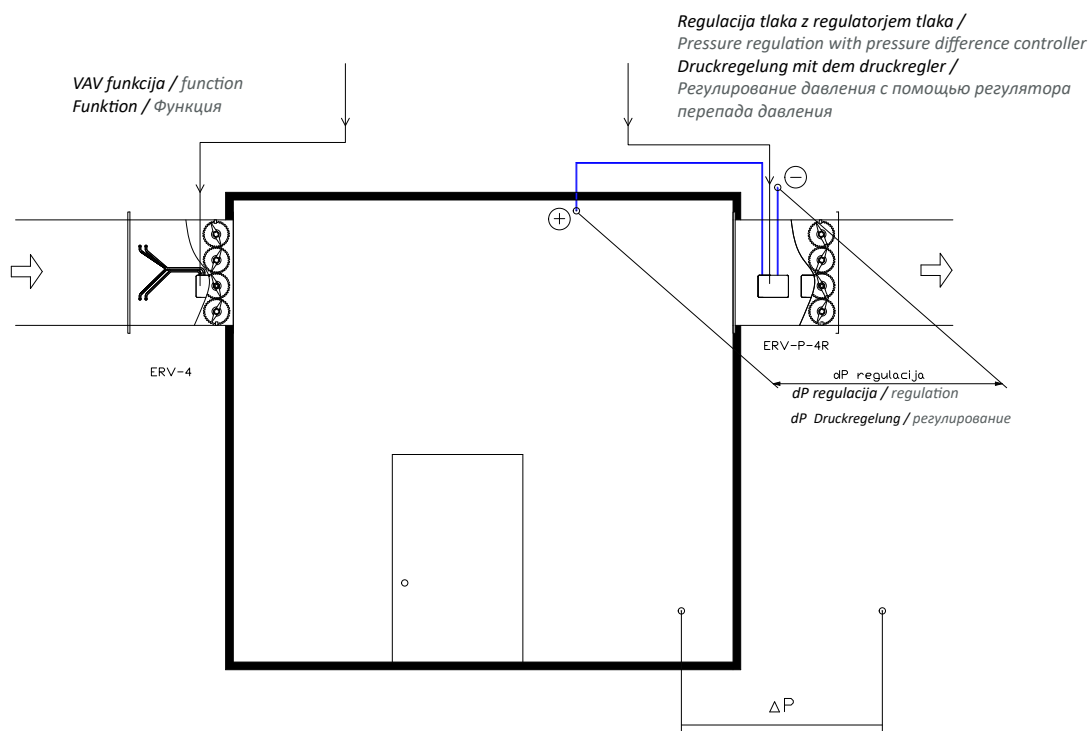 Regulacija tlaka z regulatorjem tlaka /
Pressure regulation with pressure difference controller
Druckregelung mit dem druckregler /
Регулирование давления с помощью регулятора
перепада давления
VAV funkcija / function
Funktion / Функция
+
−
ERV-4
ERV-P-4R
dP regulacija
dP regulacija / regulation
dP Druckregelung / регулирование
ΔP